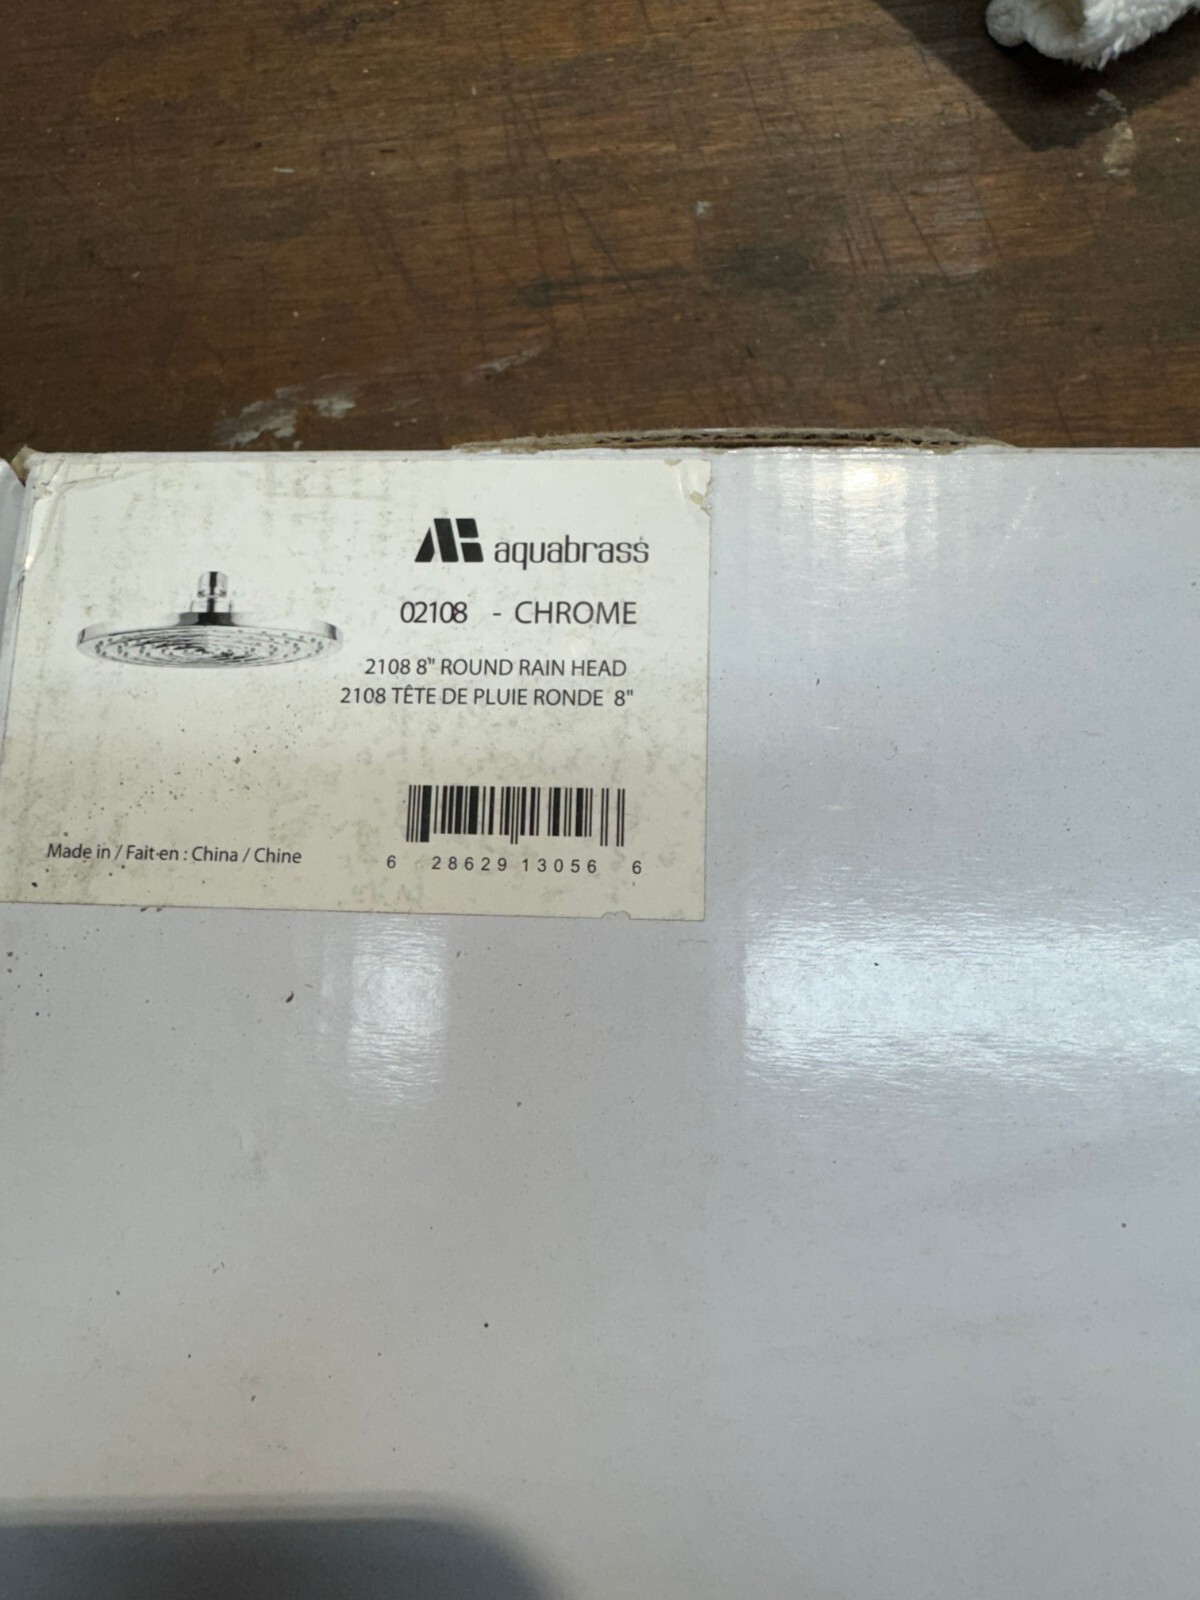 aquabrass
02108 - CHROME
2108 8" ROUND RAIN HEAD
2108 TÊTE DE PLUIE RONDE 8"
Made in / Fait en : China / Chine
6 28629 13056 6